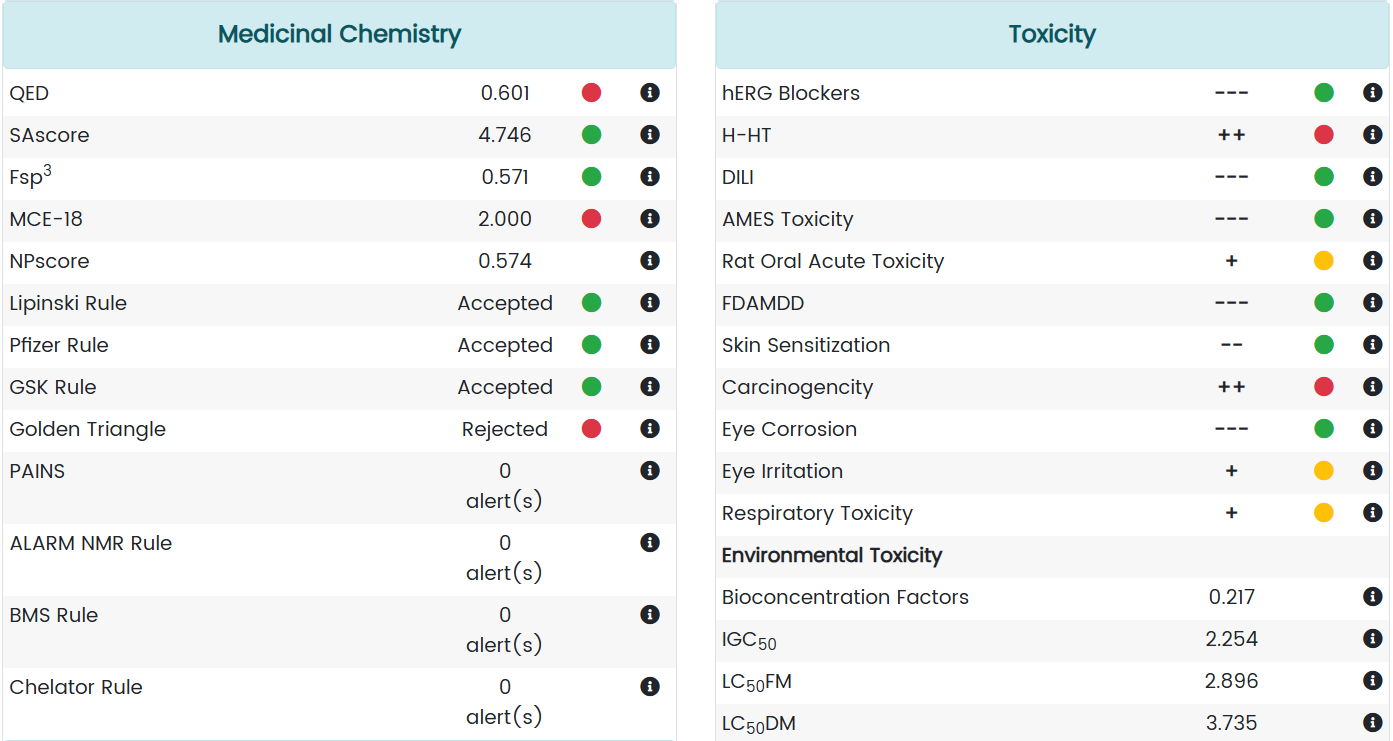 Medicinal Chemistry
QED 0.601
SAscore 4.746
Fsp3 0.571
MCE-18 2.000
NPscore 0.574
Lipinski Rule Accepted
Pfizer Rule Accepted
GSK Rule Accepted
Golden Triangle Rejected
PAINS 0
alert(s)
ALARM NMR Rule 0
alert(s)
BMS Rule 0
alert(s)
Chelator Rule 0
alert(s)
Toxicity
hERG Blockers ---
H-HT ++
DILI ---
AMES Toxicity ---
Rat Oral Acute Toxicity +
FDAMDD ---
Skin Sensitization --
Carcinogencity ++
Eye Corrosion ---
Eye Irritation +
Respiratory Toxicity +
Environmental Toxicity
Bioconcentration Factors 0.217
IGC50 2.254
LC50FM 2.896
LC50DM 3.735